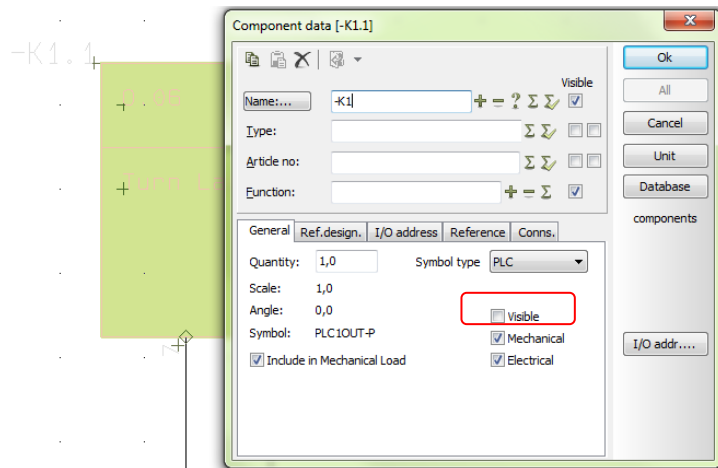 Component data [-K1.1]
-K1.1
Ok
Visible
All
Name:...
-K1
Cancel
0.06
Type:
Article no:
Unit
Turn La
Function:
Database
components
General
Ref.design.
I/O address
Reference
Conns.
Quantity:
1,0
Symbol type
PLC
Scale:
1,0
Angle:
0,0
Visible
Symbol:
PLC1OUT-P
Mechanical
I/O addr....
Include in Mechanical Load
Electrical